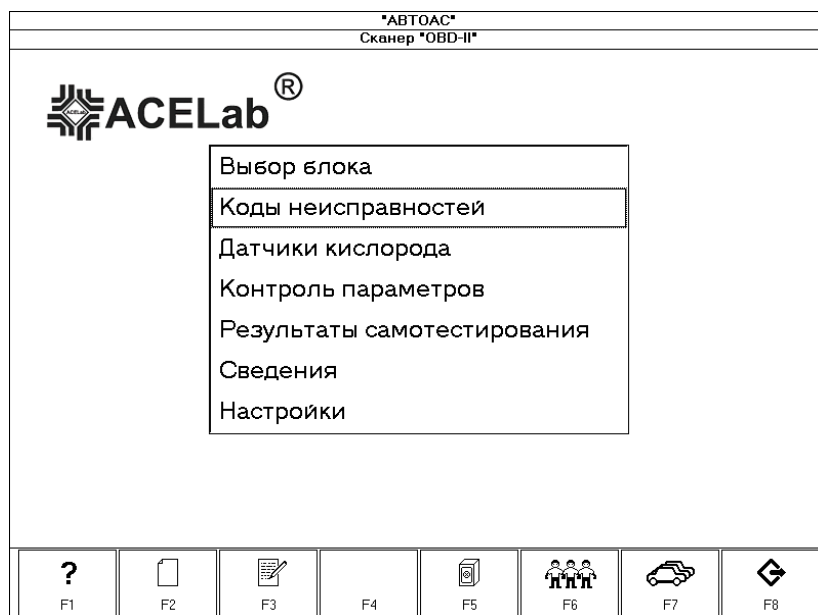 "АВТОАС"
Сканер "OBD-II"
ACELab®
Выбор блока
Коды неисправностей
Датчики кислорода
Контроль параметров
Результаты самотестирования
Сведения
Настройки
?
F1 F2 F3 F4 F5 F6 F7 F8